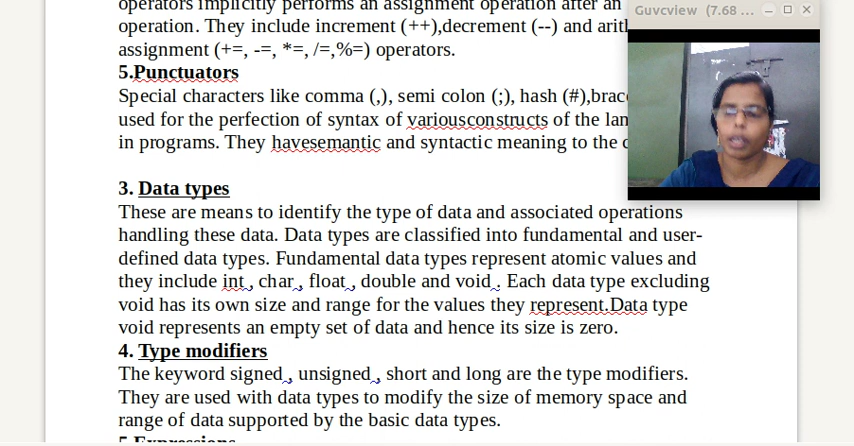 operators implicitly performs an assignment operation after an
operation. They include increment (++),decrement (--) and
assignment (+=, -=, *=, /=,%=) operators.
5.Punctuators
Special characters like comma (,), semi colon (;), hash (#),
used for the perfection of syntax of variousconstructs of the
in programs. They havesemantic and syntactic meaning to the
3. Data types
These are means to identify the type of data and associated operations
handling these data. Data types are classified into fundamental and user-
defined data types. Fundamental data types represent atomic values and
they include int , char , float , double and void . Each data type excluding
void has its own size and range for the values they represent.Data type
void represents an empty set of data and hence its size is zero.
4. Type modifiers
The keyword signed , unsigned , short and long are the type modifiers.
They are used with data types to modify the size of memory space and
range of data supported by the basic data types.
5 Expressions
Guvcview (7.68 ...